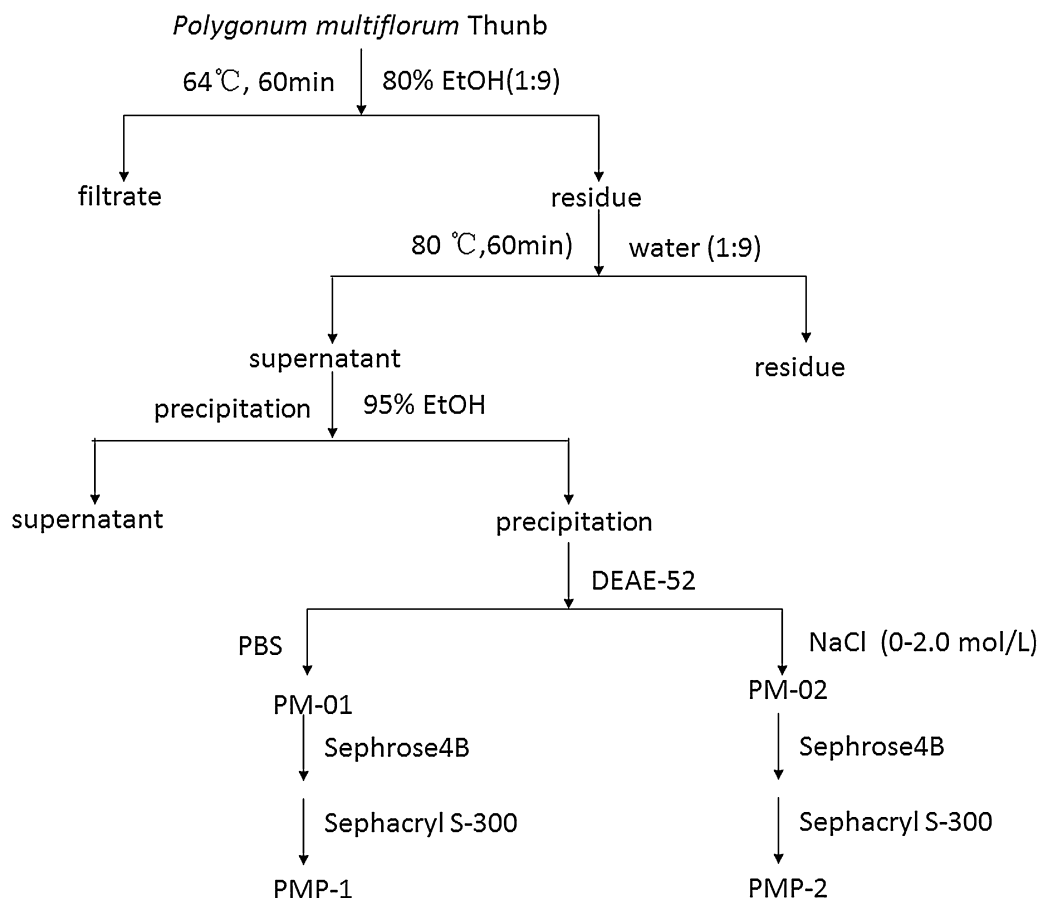 Polygonum multiflorum Thunb
64℃, 60min 80% EtOH(1:9)
filtrate residue
80 ℃,60min) water (1:9)
supernatant residue
precipitation 95% EtOH
supernatant precipitation
DEAE-52
PBS NaCl (0-2.0 mol/L)
PM-01 PM-02
Sephrose4B Sephrose4B
Sephacryl S-300 Sephacryl S-300
PMP-1 PMP-2